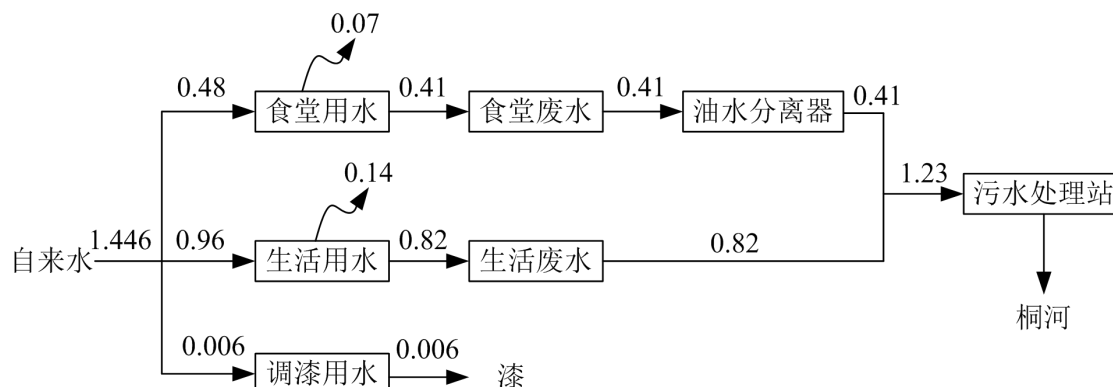 0.07
0.48
食堂用水
0.41
食堂废水
0.41
油水分离器
0.41
0.14
1.23
污水处理站
自来水
1.446
0.96
生活用水
0.82
生活废水
0.82
桐河
0.006
调漆用水
0.006
漆